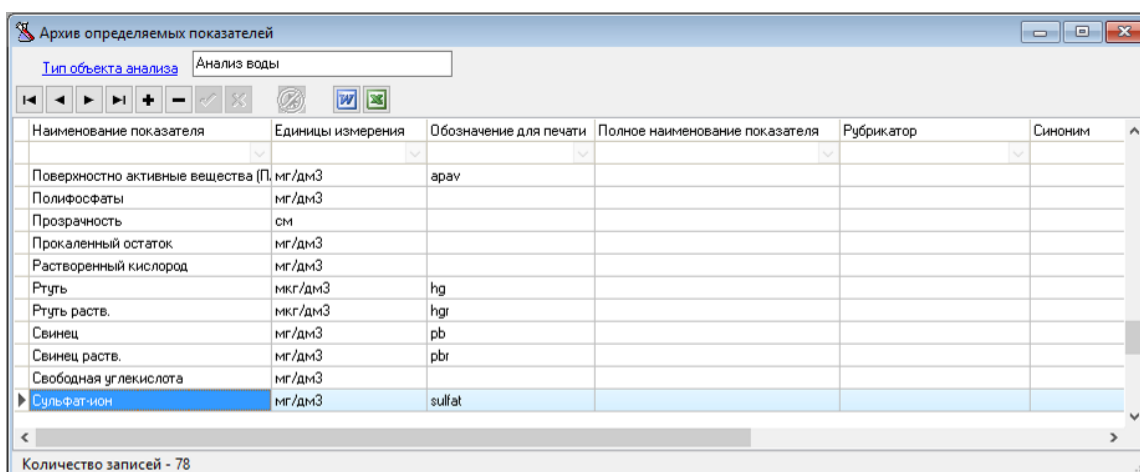 Архив определяемых показателей
Тип объекта анализа Анализ воды
Наименование показателя Единицы измерения Обозначение для печати Полное наименование показателя Рубрикатор Синоним
Поверхностно активные вещества (П. мг/дм3 apav
Полифосфаты мг/дм3
Прозрачность см
Прокаленный остаток мг/дм3
Растворенный кислород мг/дм3
Ртуть мкг/дм3 hg
Ртуть раств. мкг/дм3 hgr
Свинец мг/дм3 pb
Свинец раств. мг/дм3 pbr
Свободная углекислота мг/дм3
Сульфат-ион мг/дм3 sulfat
Количество записей - 78